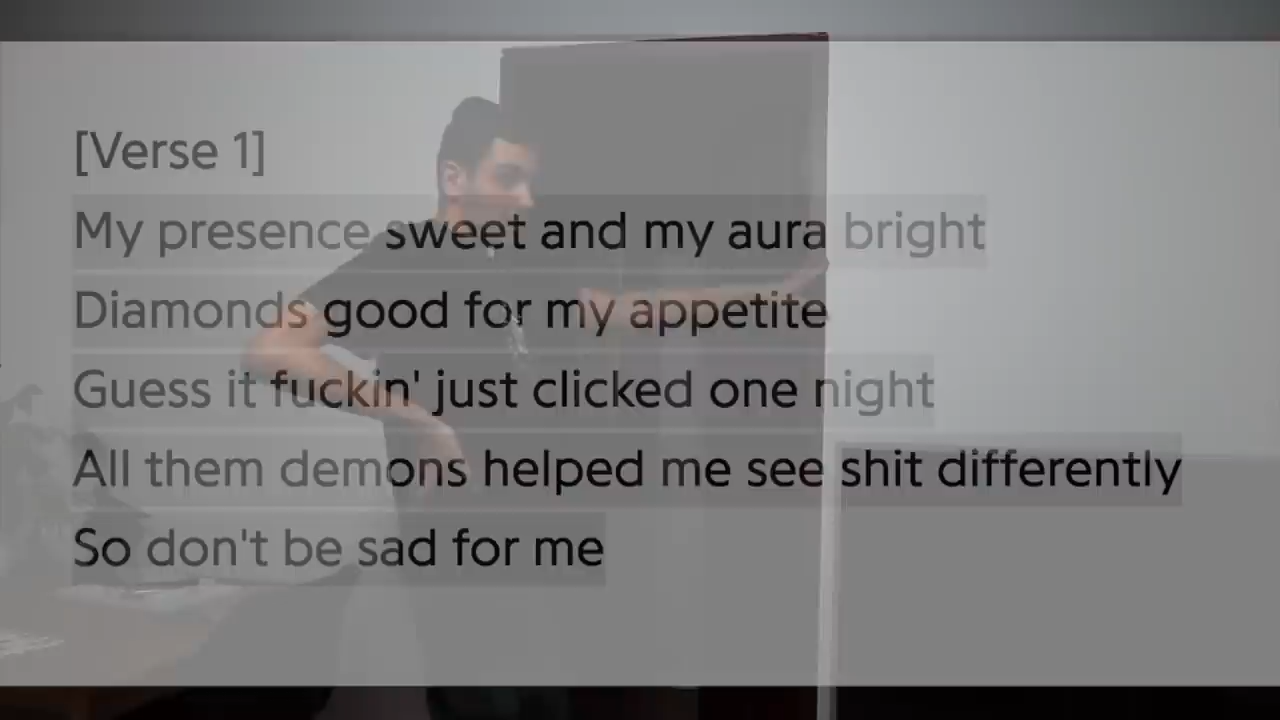 [Verse 1]
My presence sweet and my aura bright
Diamonds good for my appetite
Guess it fuckin' just clicked one night
All them demons helped me see shit differently
So don't be sad for me